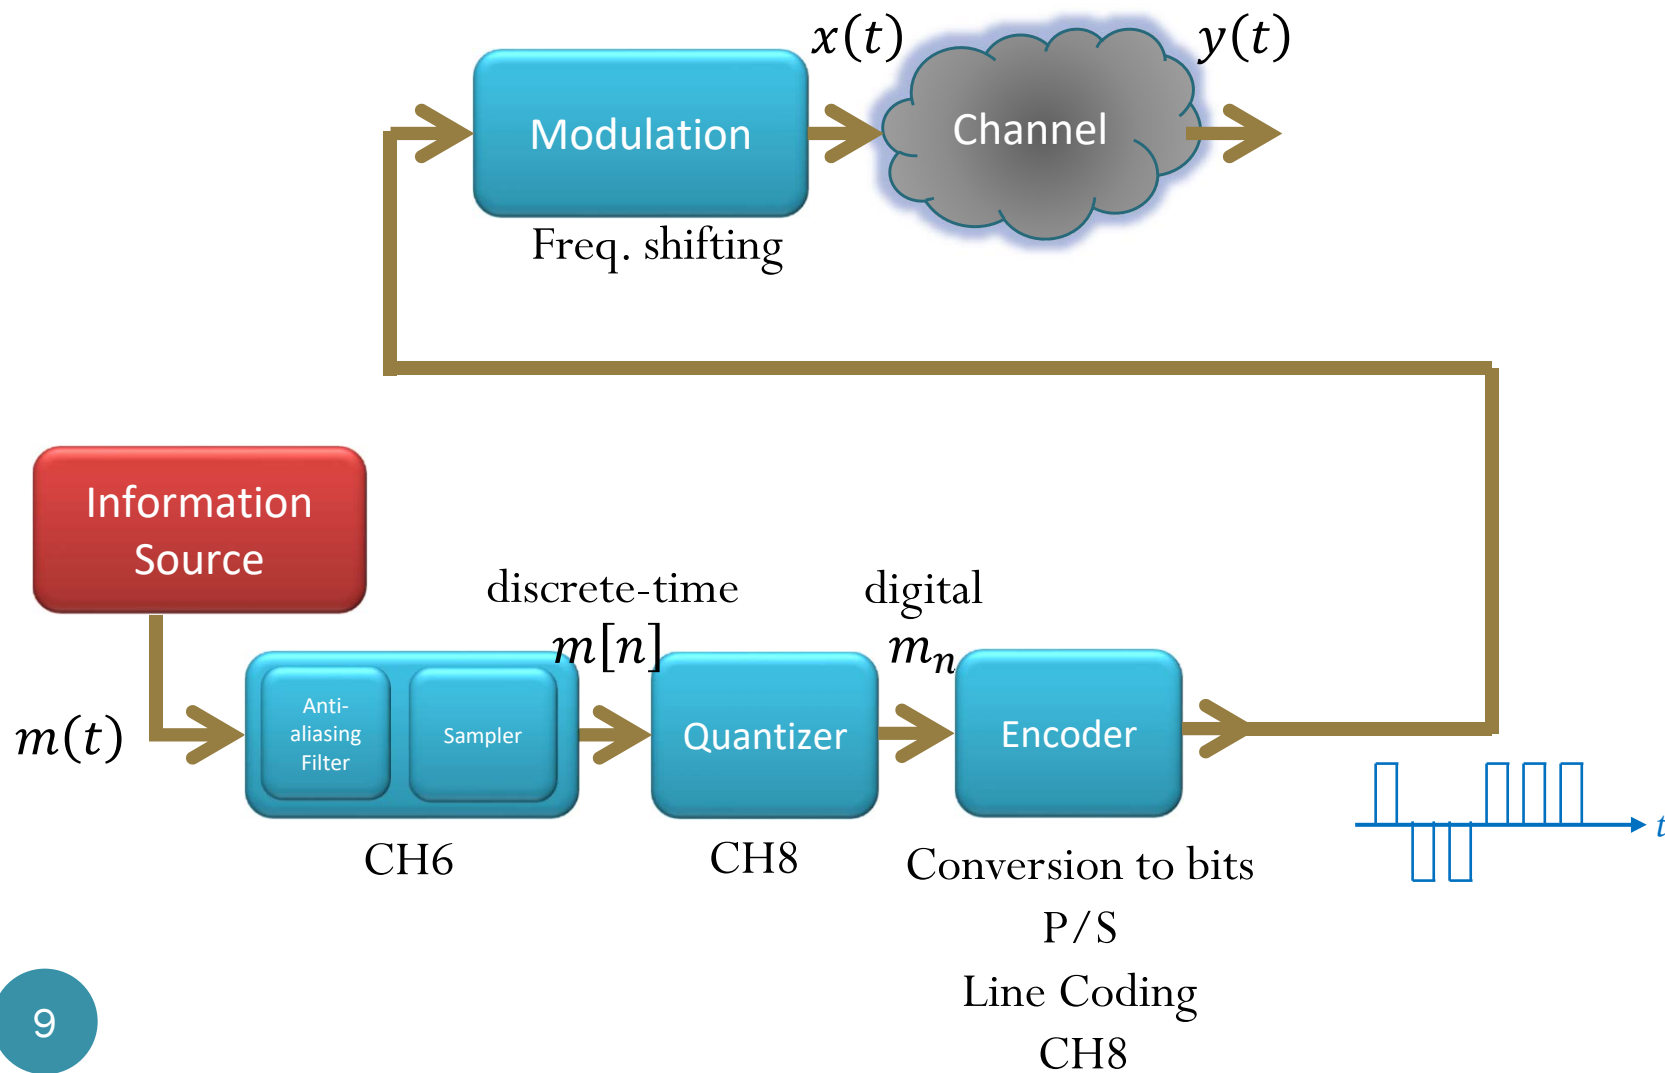 x(t)
y(t)
Modulation
Channel
Freq. shifting
Information
Source
discrete-time
digital
m[n]
mₙ
m(t)
Anti-
aliasing
Filter
Sampler
Quantizer
Encoder
t
CH6
CH8
Conversion to bits
P/S
Line Coding
CH8
9